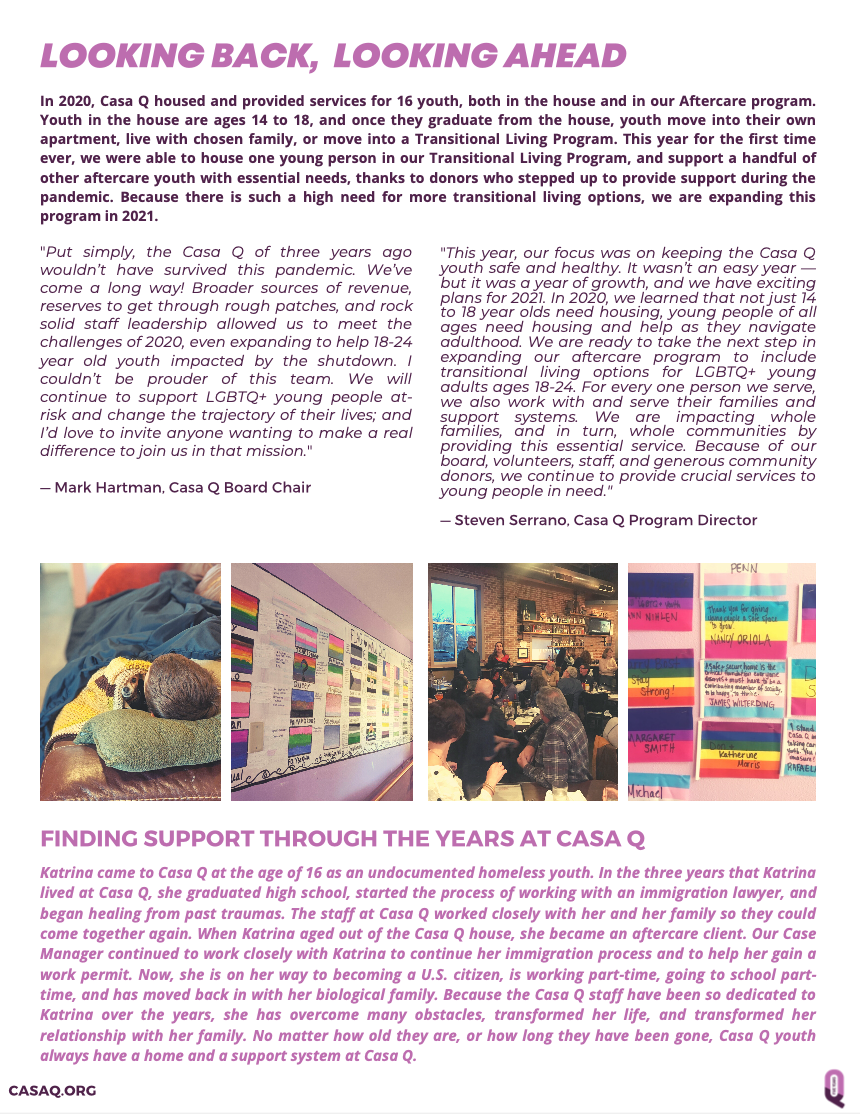 LOOKING BACK, LOOKING AHEAD
In 2020, Casa Q housed and provided services for 16 youth, both in the house and in our Aftercare program.
Youth in the house are ages 14 to 18, and once they graduate from the house, youth move into their own
apartment, live with chosen family, or move into a Transitional Living Program. This year for the first time
ever, we were able to house one young person in our Transitional Living Program, and support a handful of
other aftercare youth with essential needs, thanks to donors who stepped up to provide support during the
pandemic. Because there is such a high need for more transitional living options, we are expanding this
program in 2021.
"Put simply, the Casa Q of three years ago
wouldn't have survived this pandemic. We've
come a long way! Broader sources of revenue,
reserves to get through rough patches, and rock
solid staff leadership allowed us to meet the
challenges of 2020, even expanding to help 18-24
year old youth impacted by the shutdown. I
couldn't be prouder of this team. We will
continue to support LGBTQ+ young people at-
risk and change the trajectory of their lives; and
I'd love to invite anyone wanting to make a real
difference to join us in that mission."
— Mark Hartman, Casa Q Board Chair
"This year, our focus was on keeping the Casa Q
youth safe and healthy. It wasn't an easy year —
but it was a year of growth, and we have exciting
plans for 2021. In 2020, we learned that not just 14
to 18 year olds need housing, young people of all
ages need housing and help as they navigate
adulthood. We are ready to take the next step in
expanding our aftercare program to include
transitional living options for LGBTQ+ young
adults ages 18-24. For every one person we serve,
we also work with and serve their families and
support systems. We are impacting whole
families, and in turn, whole communities by
providing this essential service. Because of our
board, volunteers, staff, and generous community
donors, we continue to provide crucial services to
young people in need."
— Steven Serrano, Casa Q Program Director
PENN
LGBTQ+ youth
NIHLEN
Thank you for giving
young people a safe space
to grow.
NANCY ORIOLA
Stay
Strong!
A safe & secure home is the
critical foundation everyone
deserves & must have to be a
contributing member of society,
to be happy, to thrive.
JAMES WILTERDING
MARGARET
SMITH
Katherine
Morris
I stand
Casa Q
taking car
youth. You
Michael
RAFAEL
FINDING SUPPORT THROUGH THE YEARS AT CASA Q
Katrina came to Casa Q at the age of 16 as an undocumented homeless youth. In the three years that Katrina
lived at Casa Q, she graduated high school, started the process of working with an immigration lawyer, and
began healing from past traumas. The staff at Casa Q worked closely with her and her family so they could
come together again. When Katrina aged out of the Casa Q house, she became an aftercare client. Our Case
Manager continued to work closely with Katrina to continue her immigration process and to help her gain a
work permit. Now, she is on her way to becoming a U.S. citizen, is working part-time, going to school part-
time, and has moved back in with her biological family. Because the Casa Q staff have been so dedicated to
Katrina over the years, she has overcome many obstacles, transformed her life, and transformed her
relationship with her family. No matter how old they are, or how long they have been gone, Casa Q youth
always have a home and a support system at Casa Q.
CASAQ.ORG